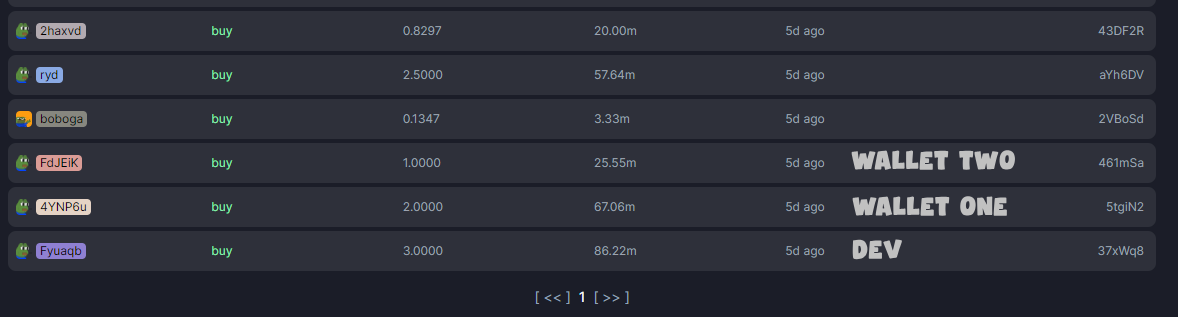 2haxvd buy 0.8297 20.00m 5d ago 43DF2R
ryd buy 2.5000 57.64m 5d ago aYh6DV
boboga buy 0.1347 3.33m 5d ago 2VBoSd
FdJEiK buy 1.0000 25.55m 5d ago WALLET TWO 461mSa
4YNP6u buy 2.0000 67.06m 5d ago WALLET ONE 5tgiN2
Fyuaqb buy 3.0000 86.22m 5d ago DEV 37xWq8
[ << ] 1 [ >> ]